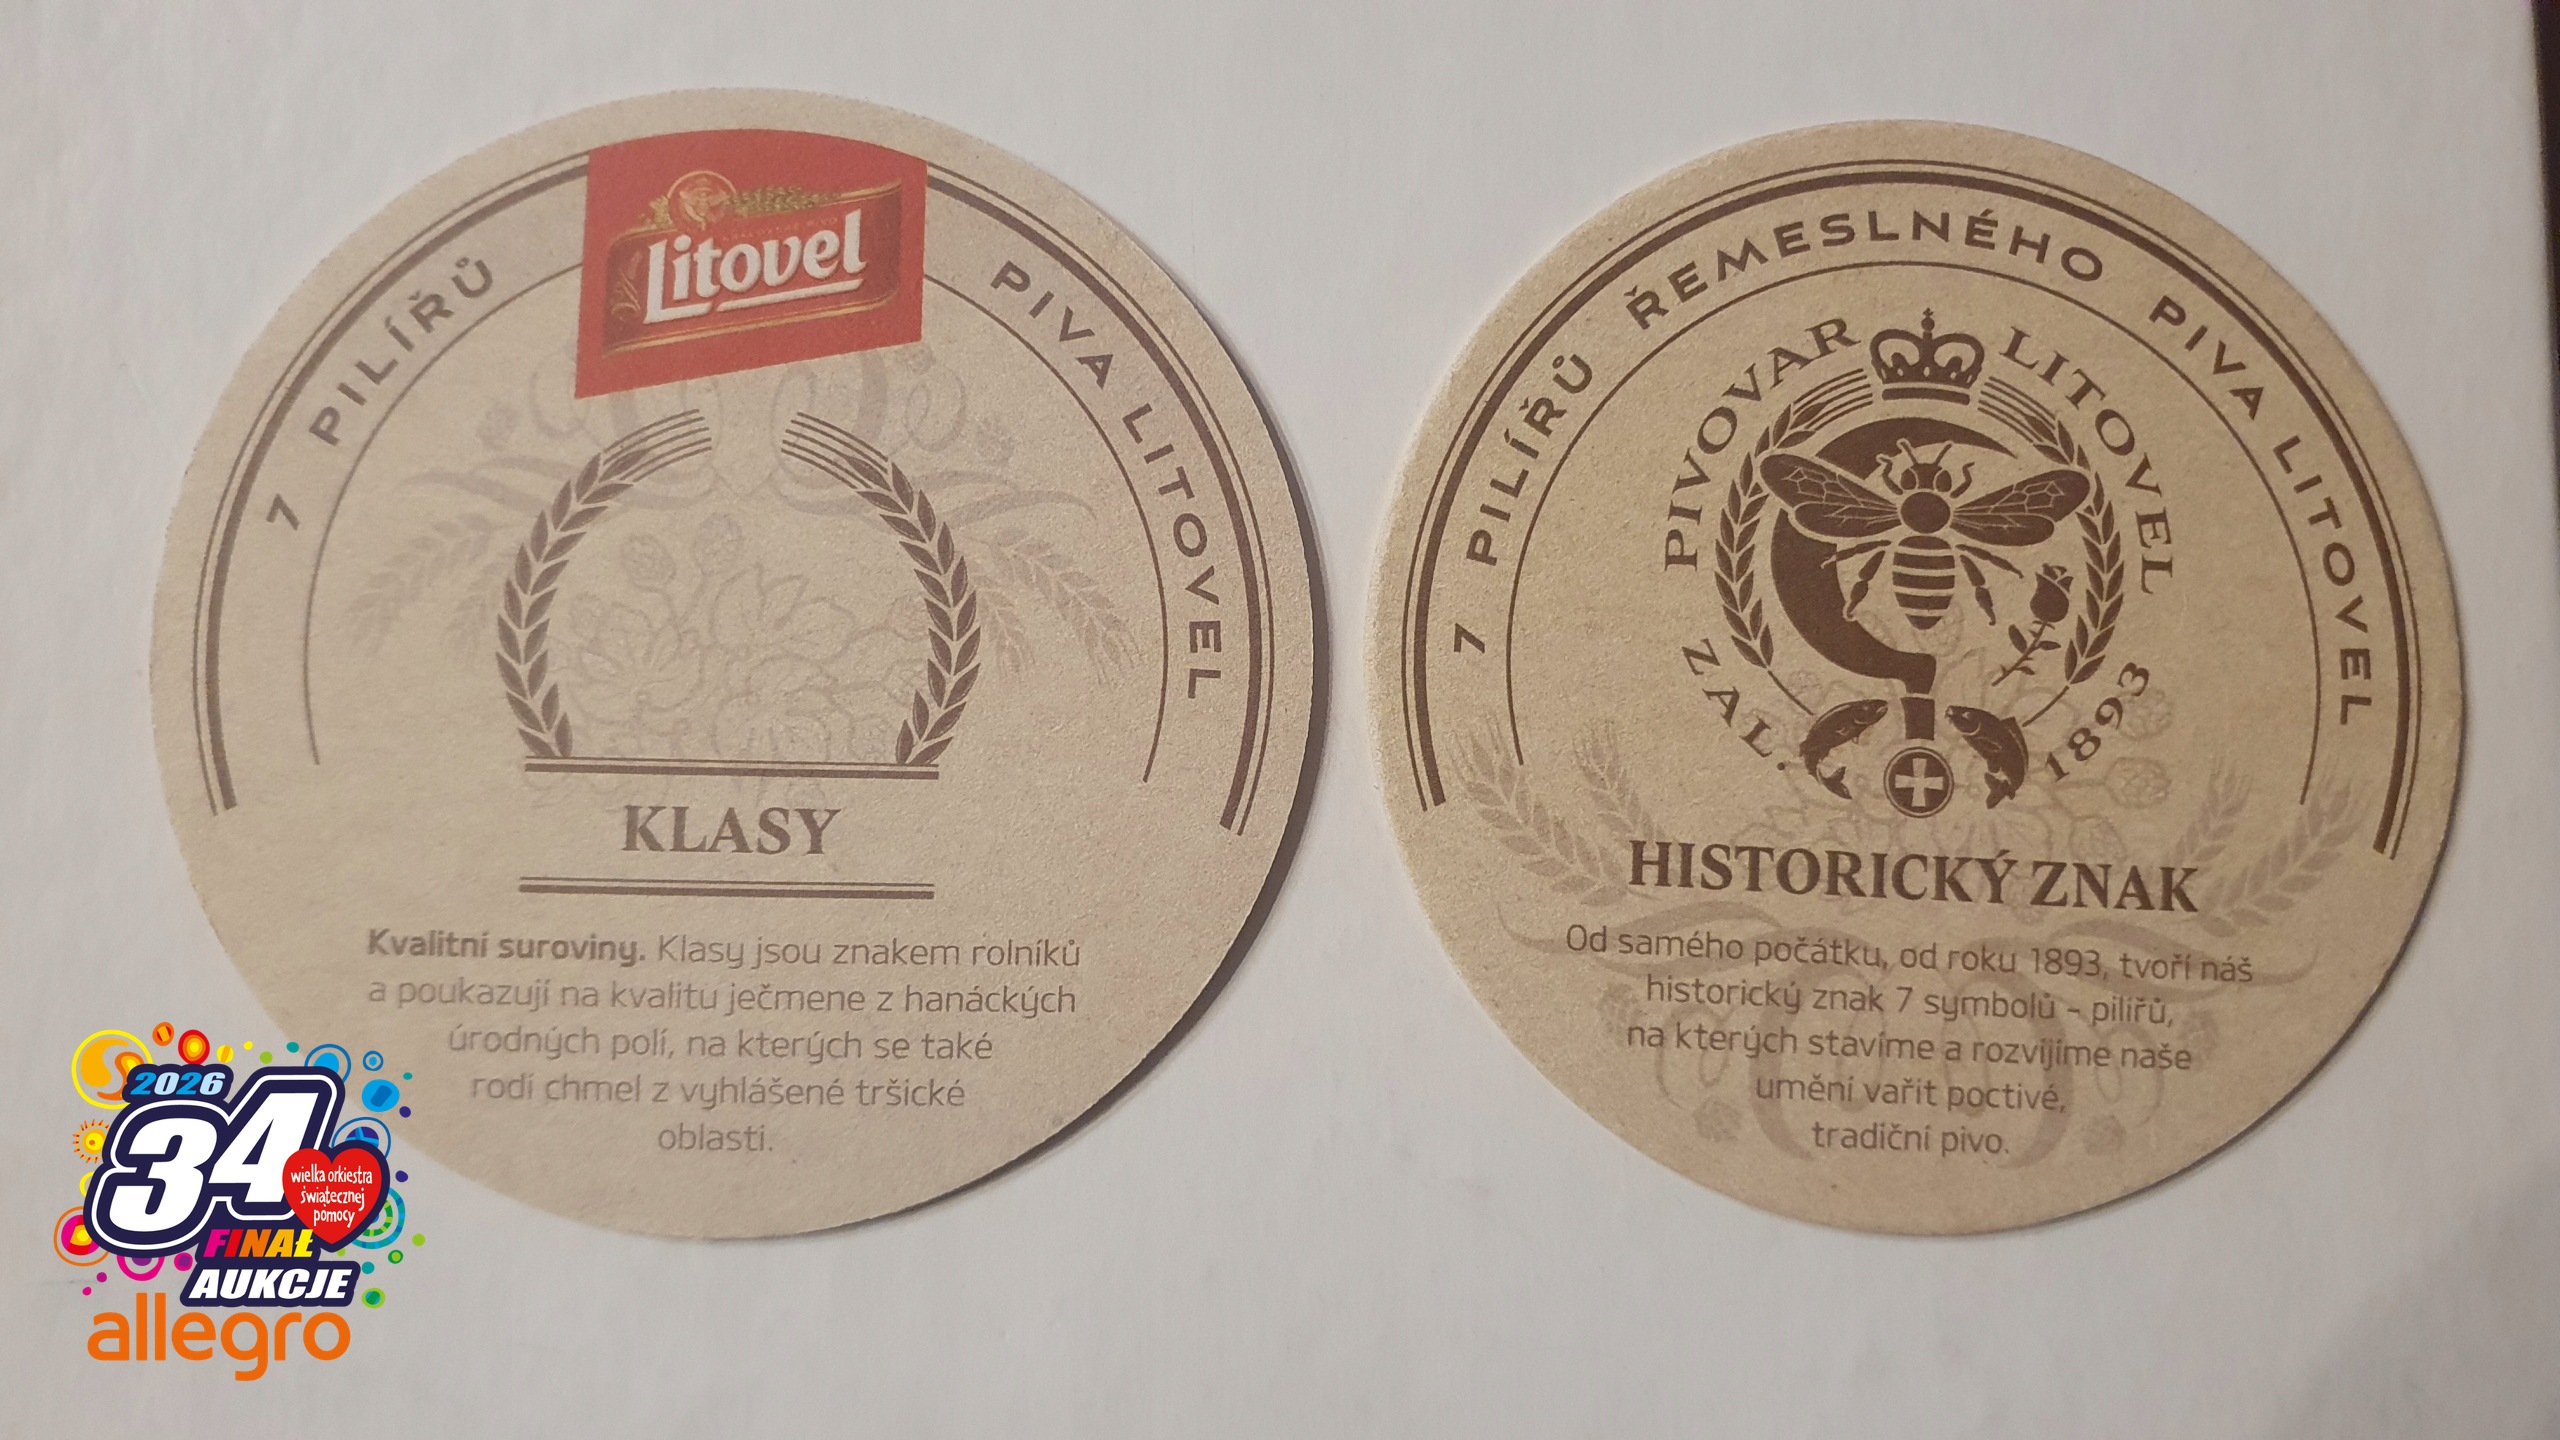 Litovel
7 PILÍŘŮ PIVA LITOVEL
KLASY
Kvalitní suroviny. Klasy jsou znakem rolníků
a poukazují na kvalitu ječmene z hanáckých
úrodných polí, na kterých se také
rodí chmel z vyhlášené tršické
oblasti.
7 PILÍŘŮ ŘEMESLNÉHO PIVA LITOVEL
PIVOVAR LITOVEL
ZAL. 1893
HISTORICKÝ ZNAK
Od samého počátku, od roku 1893, tvoří náš
historický znak 7 symbolů - pilířů,
na kterých stavíme a rozvíjíme naše
umění vařit poctivé,
tradiční pivo.
2026
34
wielka orkiestra
świątecznej
pomocy
FINAŁ
AUKCJE
allegro